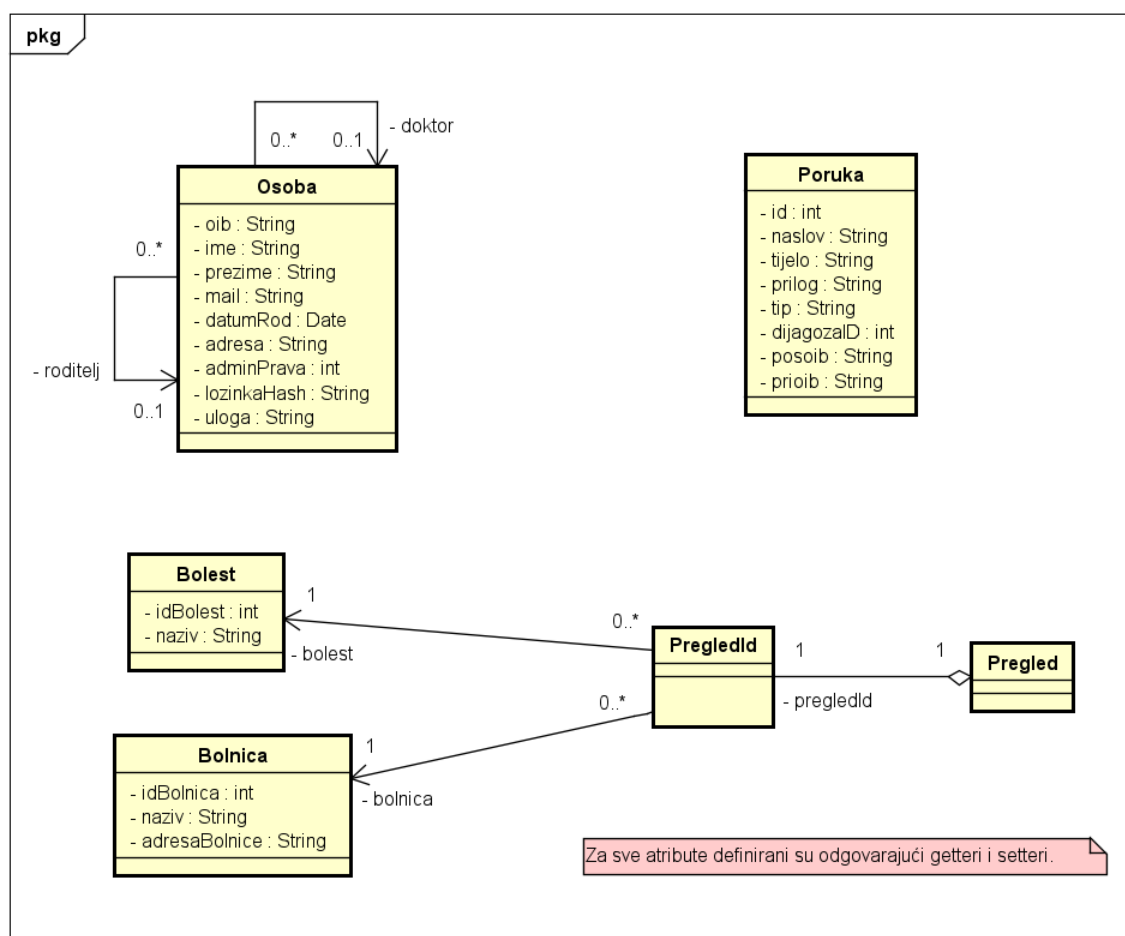 pkg
0..*
0..1
- doktor
Osoba
- oib : String
- ime : String
- prezime : String
- mail : String
- datumRod : Date
- adresa : String
- adminPrava : int
- lozinkaHash : String
- uloga : String
0..*
- roditelj
0..1
Poruka
- id : int
- naslov : String
- tijelo : String
- prilog : String
- tip : String
- dijagozaID : int
- posoib : String
- prioib : String
Bolest
- idBolest : int
- naziv : String
1
- bolest
0..*
PregledId
1
- pregledId
1
Pregled
0..*
Bolnica
- idBolnica : int
- naziv : String
- adresaBolnice : String
1
- bolnica
Za sve atribute definirani su odgovarajući getteri i setteri.